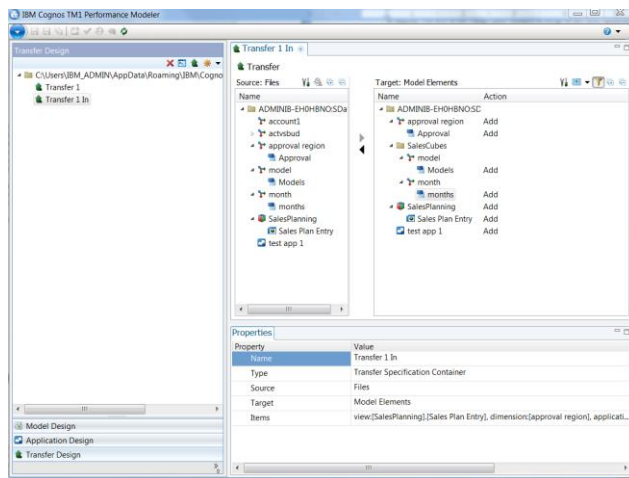 IBM Cognos TM1 Performance Modeler
Transfer Design
C:\Users\IBM_ADMIN\AppData\Roaming\IBM\Cogno
Transfer 1
Transfer 1 In
Model Design
Application Design
Transfer Design
Transfer 1 In
Transfer
Source: Files
Name
ADMINIB-EH0HBNO:SDa
account1
actvsbud
approval region
Approval
model
Models
month
months
SalesPlanning
Sales Plan Entry
test app 1
Target: Model Elements
Name Action
ADMINIB-EH0HBNO:SD
approval region Add
Approval Add
SalesCubes
model
Models Add
month
months Add
SalesPlanning Add
Sales Plan Entry Add
test app 1 Add
Properties
Property Value
Name Transfer 1 In
Type Transfer Specification Container
Source Files
Target Model Elements
Items view:[SalesPlanning].[Sales Plan Entry], dimension:[approval region], applicati...